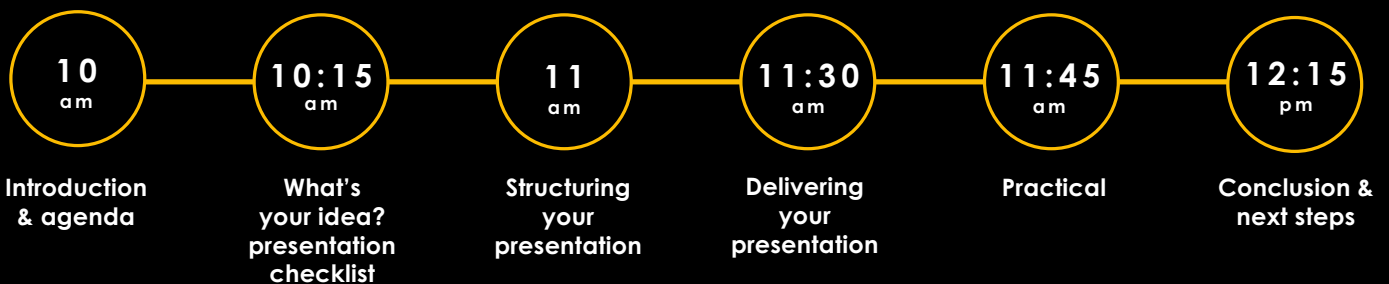 10
am
Introduction
& agenda
10:15
am
What’s
your idea?
presentation
checklist
11
am
Structuring
your
presentation
11:30
am
Delivering
your
presentation
11:45
am
Practical
12:15
pm
Conclusion &
next steps